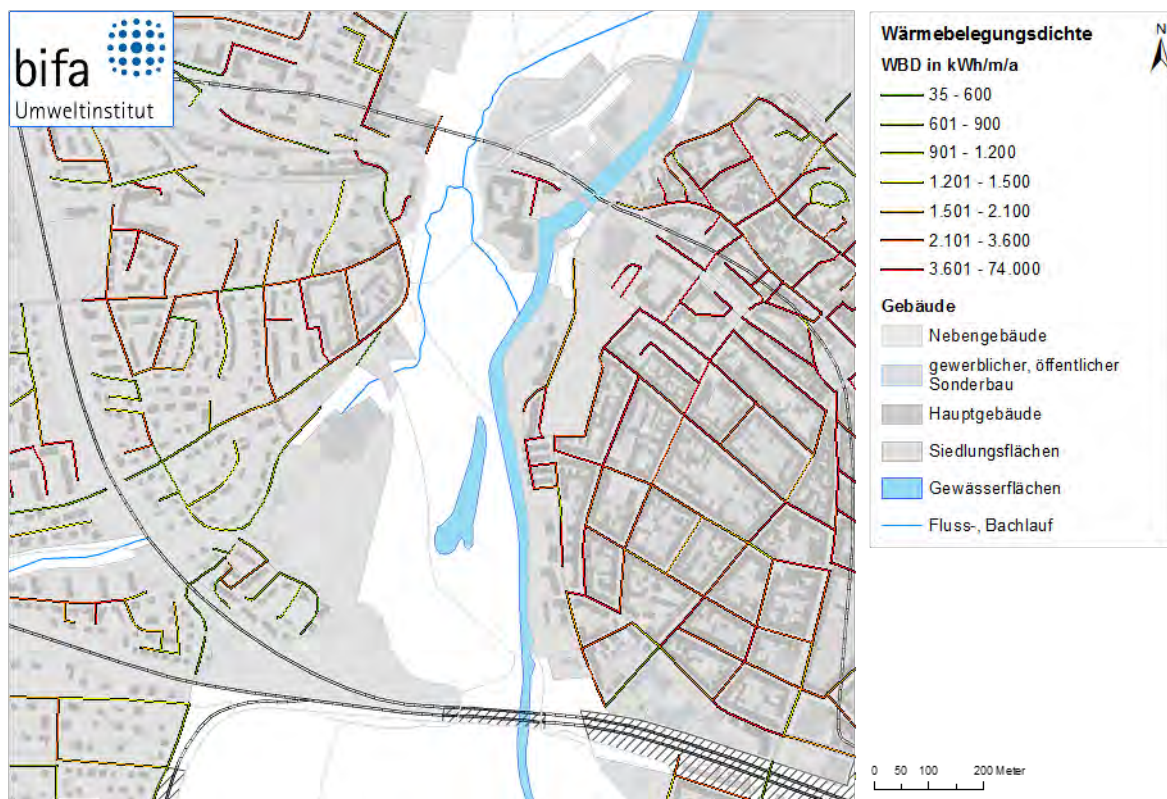 bifa
Umweltinstitut
Wärmebelegungsdichte
N
WBD in kWh/m/a
35 - 600
601 - 900
901 - 1.200
1.201 - 1.500
1.501 - 2.100
2.101 - 3.600
3.601 - 74.000
Gebäude
Nebengebäude
gewerblicher, öffentlicher
Sonderbau
Hauptgebäude
Siedlungsflächen
Gewässerflächen
Fluss-, Bachlauf
0 50 100 200 Meter